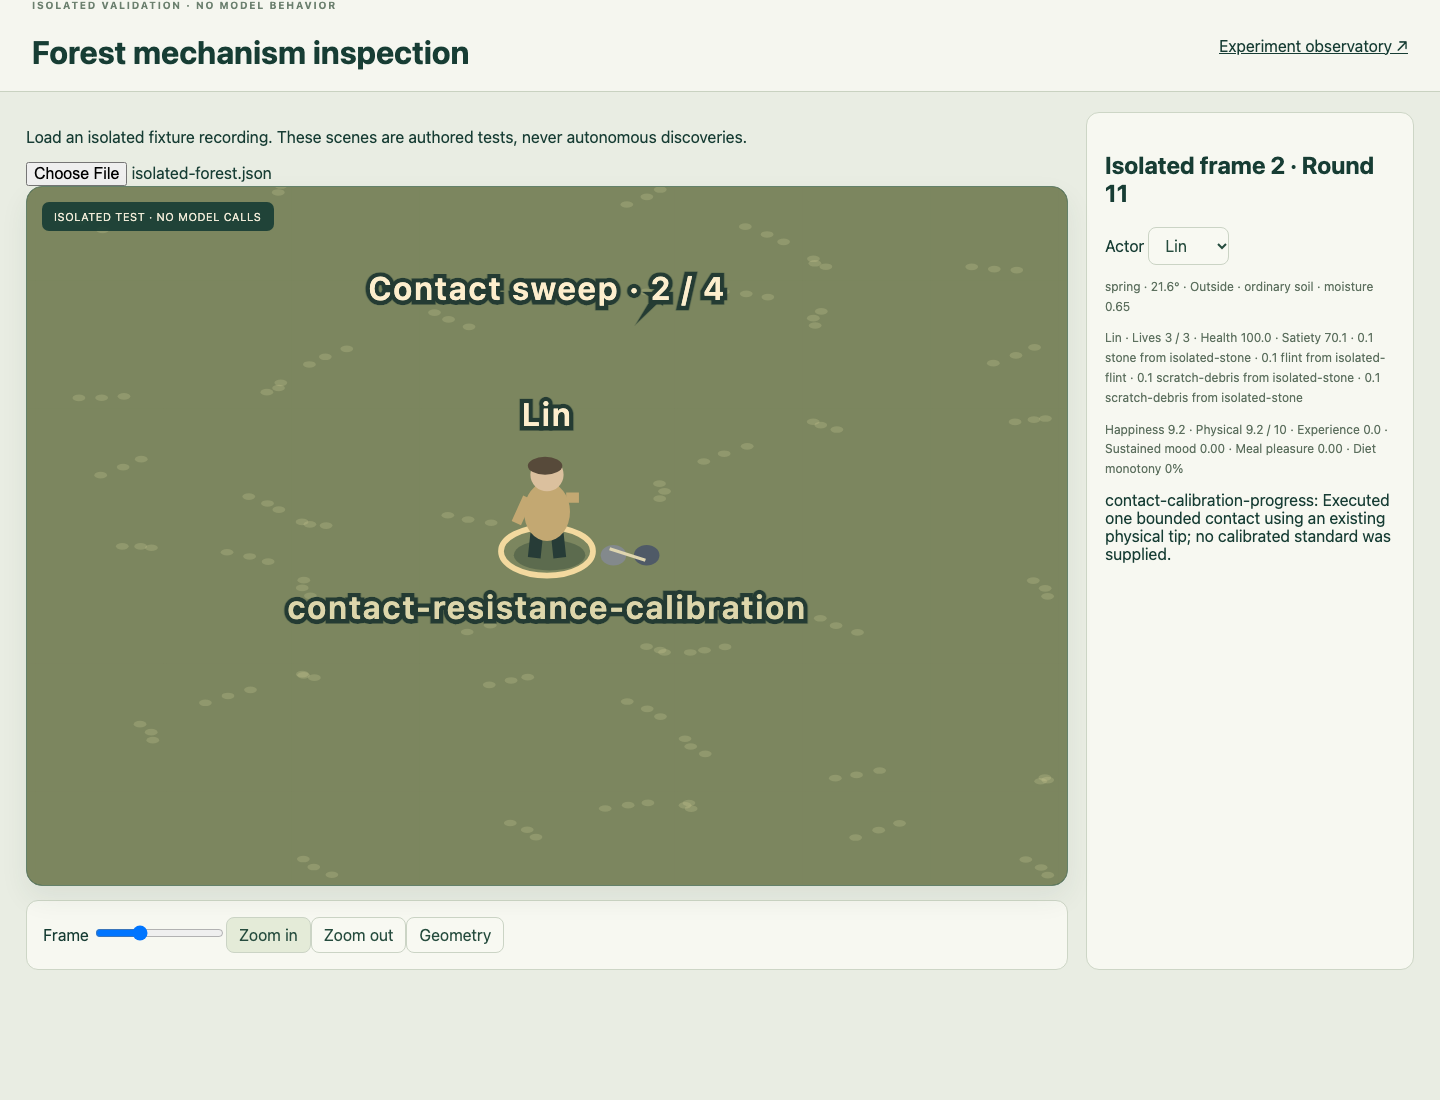 ISOLATED VALIDATION · NO MODEL BEHAVIOR
Forest mechanism inspection
Experiment observatory ↗
Load an isolated fixture recording. These scenes are authored tests, never autonomous discoveries.
Choose File isolated-forest.json
ISOLATED TEST · NO MODEL CALLS
Contact sweep · 2 / 4
Lin
contact-resistance-calibration
Frame
Zoom in
Zoom out
Geometry
Isolated frame 2 · Round
11
Actor Lin
spring · 21.6° · Outside · ordinary soil · moisture
0.65
Lin · Lives 3 / 3 · Health 100.0 · Satiety 70.1 · 0.1
stone from isolated-stone · 0.1 flint from isolated-
flint · 0.1 scratch-debris from isolated-stone · 0.1
scratch-debris from isolated-stone
Happiness 9.2 · Physical 9.2 / 10 · Experience 0.0 ·
Sustained mood 0.00 · Meal pleasure 0.00 · Diet
monotony 0%
contact-calibration-progress: Executed
one bounded contact using an existing
physical tip; no calibrated standard was
supplied.